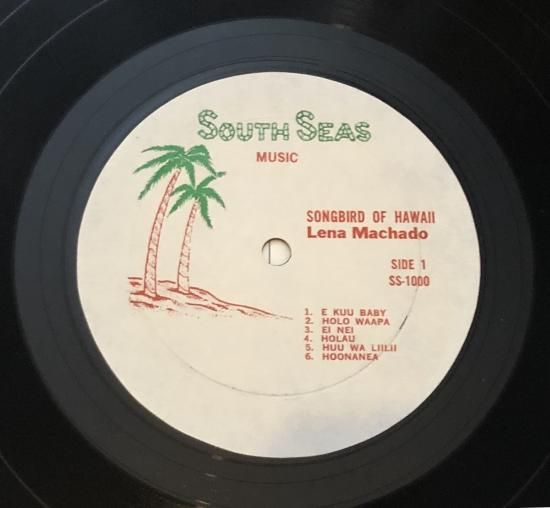 SOUTH SEAS
MUSIC
SONGBIRD OF HAWAII
Lena Machado
SIDE 1
SS-1000
1. E KUU BABY
2. HOLO WAAPA
3. EI NEI
4. HOLAU
5. HUU WA LIILII
6. HOONANEA